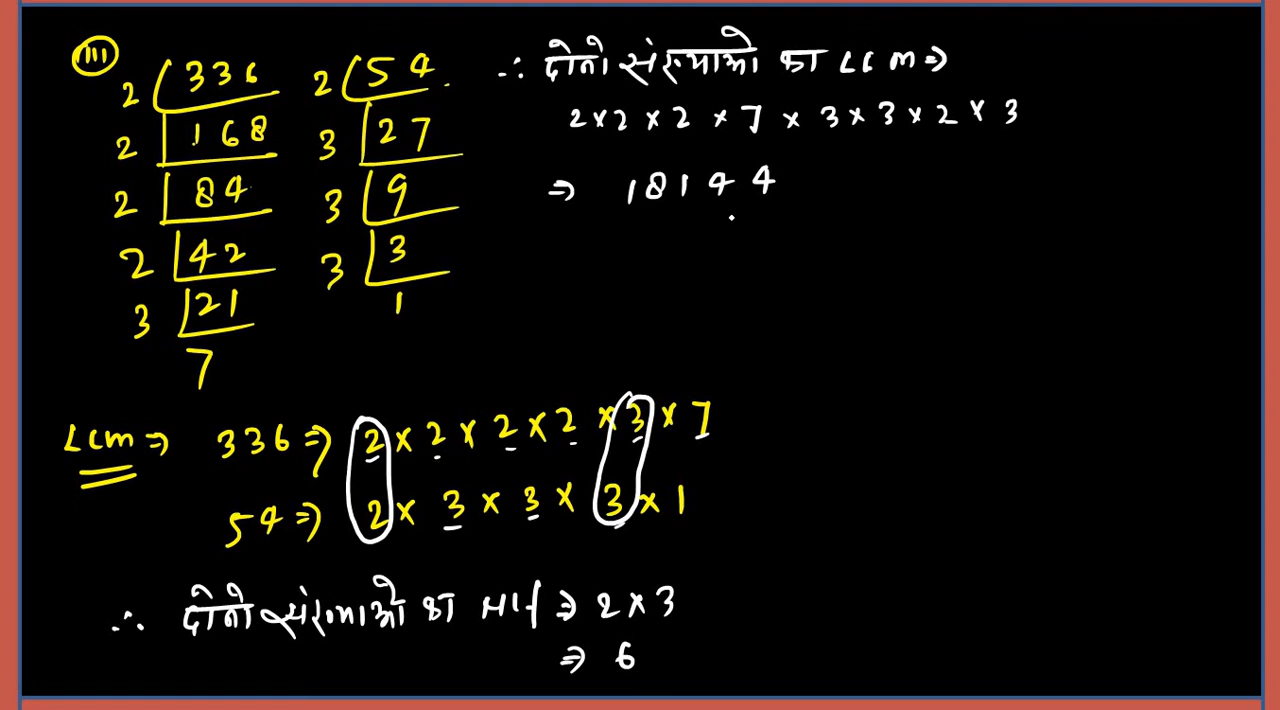 (III)
2 | 336
2 | 168
2 | 84
2 | 42
3 | 21
7
2 | 54
3 | 27
3 | 9
3 | 3
1
∴ दोनो संख्याओ का LCM ⇒
2 × 2 × 2 × 7 × 3 × 3 × 2 × 3
⇒ 18144
LCM ⇒ 336 ⇒ 2 × 2 × 2 × 2 × 3 × 7
54 ⇒ 2 × 3 × 3 × 3 × 1
∴ दोनो संख्याओ का ⇒ 2 × 3
⇒ 6